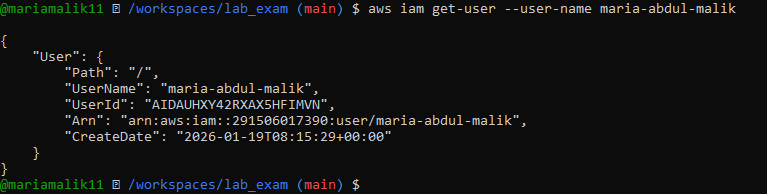 @mariamalik11 /workspaces/lab_exam (main) $ aws iam get-user --user-name maria-abdul-malik
{
"User": {
"Path": "/",
"UserName": "maria-abdul-malik",
"UserId": "AIDAUHXY42RXAX5HFIMVN",
"Arn": "arn:aws:iam::291506017390:user/maria-abdul-malik",
"CreateDate": "2026-01-19T08:15:29+00:00"
}
}
@mariamalik11 /workspaces/lab_exam (main) $